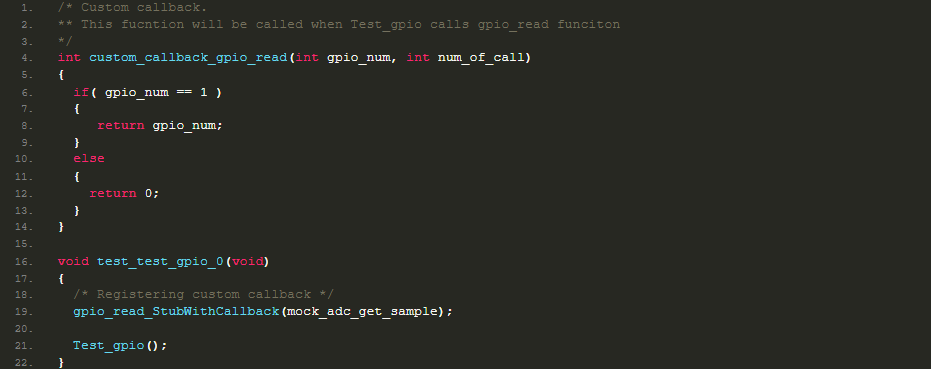 1. /* Custom callback.
2. ** This fucntion will be called when Test_gpio calls gpio_read funciton
3. */
4. int custom_callback_gpio_read(int gpio_num, int num_of_call)
5. {
6. if( gpio_num == 1 )
7. {
8. return gpio_num;
9. }
10. else
11. {
12. return 0;
13. }
14. }
15.
16. void test_test_gpio_0(void)
17. {
18. /* Registering custom callback */
19. gpio_read_StubWithCallback(mock_adc_get_sample);
20.
21. Test_gpio();
22. }